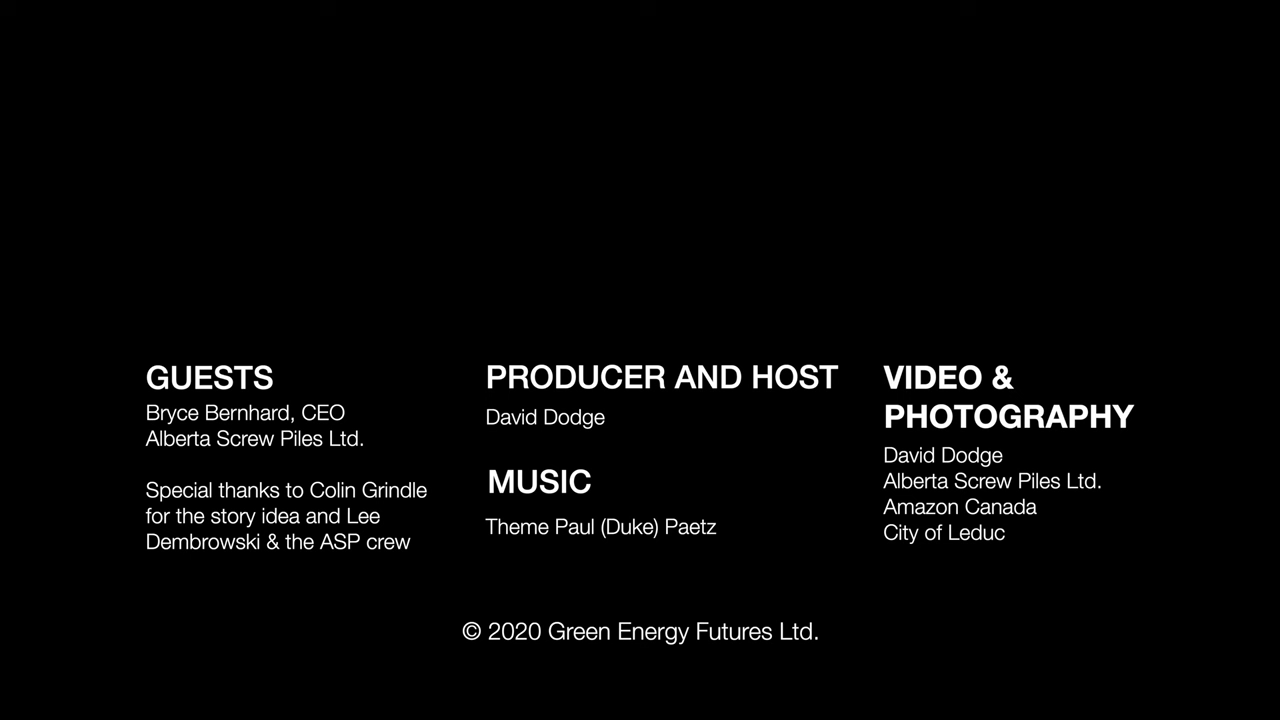 GUESTS
Bryce Bernhard, CEO
Alberta Screw Piles Ltd.
Special thanks to Colin Grindle
for the story idea and Lee
Dembrowski & the ASP crew
PRODUCER AND HOST
David Dodge
MUSIC
Theme Paul (Duke) Paetz
VIDEO &
PHOTOGRAPHY
David Dodge
Alberta Screw Piles Ltd.
Amazon Canada
City of Leduc
© 2020 Green Energy Futures Ltd.